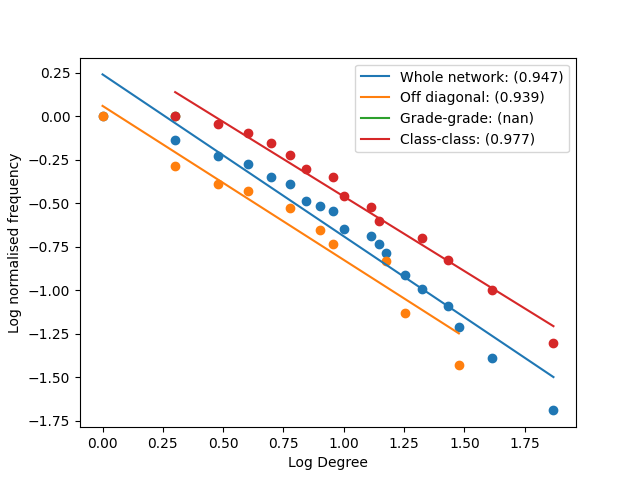 0.25
0.00
−0.25
−0.50
−0.75
−1.00
−1.25
−1.50
−1.75
Log normalised frequency
Whole network: (0.947)
Off diagonal: (0.939)
Grade-grade: (nan)
Class-class: (0.977)
0.00 0.25 0.50 0.75 1.00 1.25 1.50 1.75
Log Degree